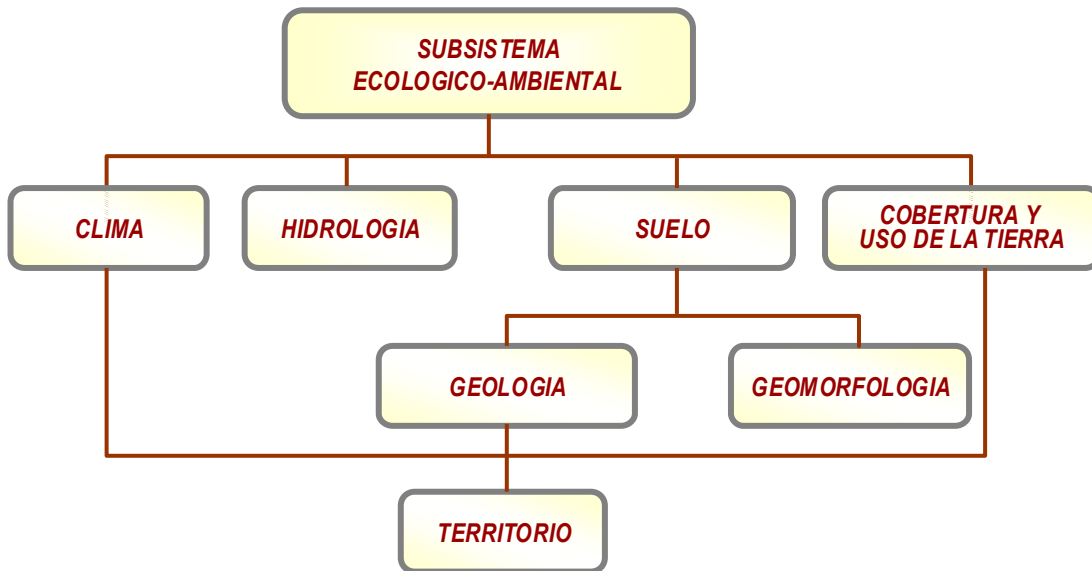 SUBSISTEMA
ECOLOGICO-AMBIENTAL
CLIMA
HIDROLOGIA
SUELO
COBERTURA Y
USO DE LA TIERRA
GEOLOGIA
GEOMORFOLOGIA
TERRITORIO